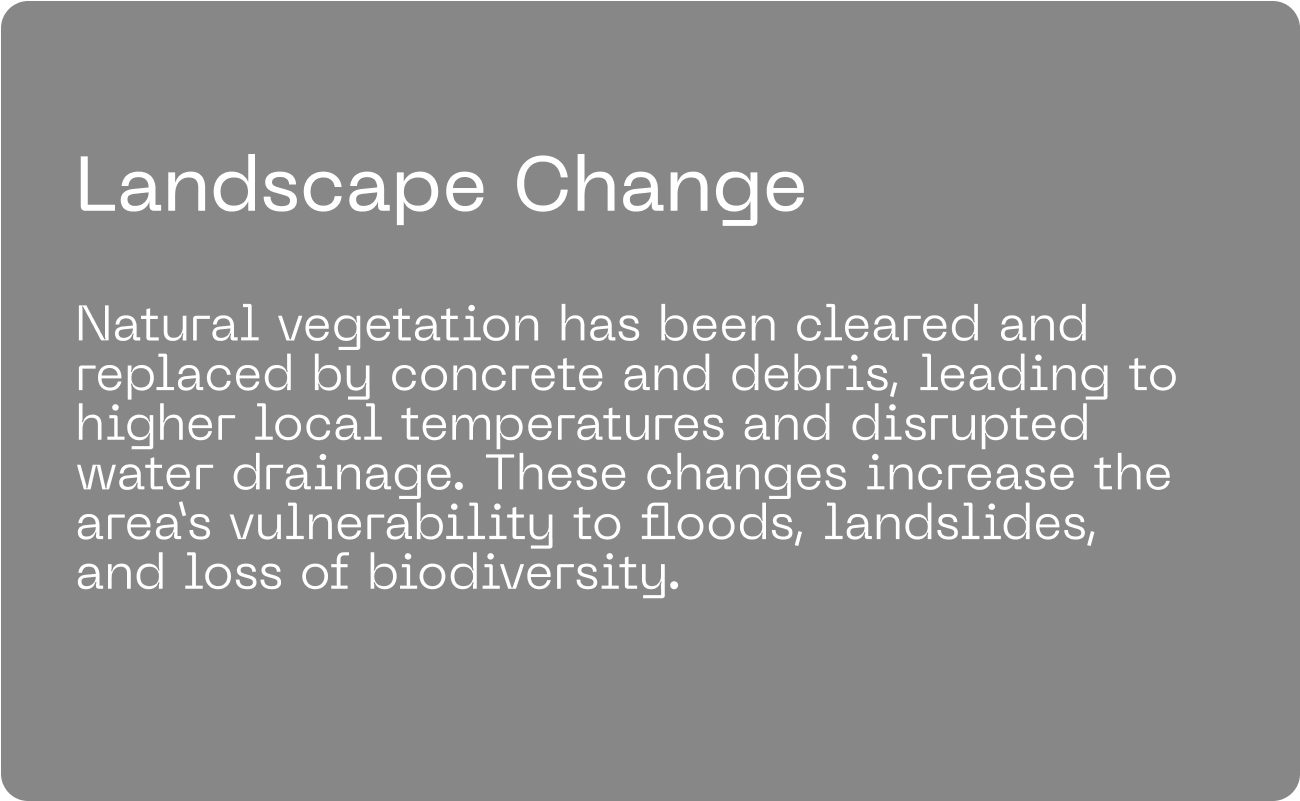 Landscape Change
Natural vegetation has been cleared and
replaced by concrete and debris, leading to
higher local temperatures and disrupted
water drainage. These changes increase the
area‛s vulnerability to floods, landslides,
and loss of biodiversity.